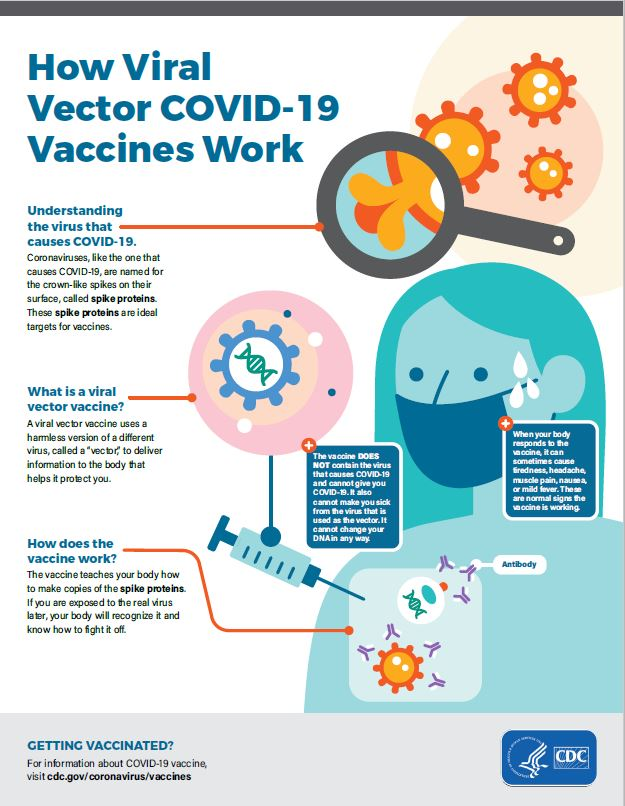 How Viral
Vector COVID-19
Vaccines Work
Understanding
the virus that
causes COVID-19.
Coronaviruses, like the one that
causes COVID-19, are named for
the crown-like spikes on their
surface, called spike proteins.
These spike proteins are ideal
targets for vaccines.
What is a viral
vector vaccine?
A viral vector vaccine uses a
harmless version of a different
virus, called a “vector,” to deliver
information to the body that
helps it protect you.
The vaccine DOES
NOT contain the virus
that causes COVID-19
and cannot give you
COVID-19. It also
cannot make you sick
from the virus that is
used as the vector. It
cannot change your
DNA in any way.
When your body
responds to the
vaccine, it can
sometimes cause
tiredness, headache,
muscle pain, nausea,
or mild fever. These
are normal signs the
vaccine is working.
How does the
vaccine work?
The vaccine teaches your body how
to make copies of the spike proteins.
If you are exposed to the real virus
later, your body will recognize it and
know how to fight it off.
Antibody
GETTING VACCINATED?
For information about COVID-19 vaccine,
visit cdc.gov/coronavirus/vaccines
CDC